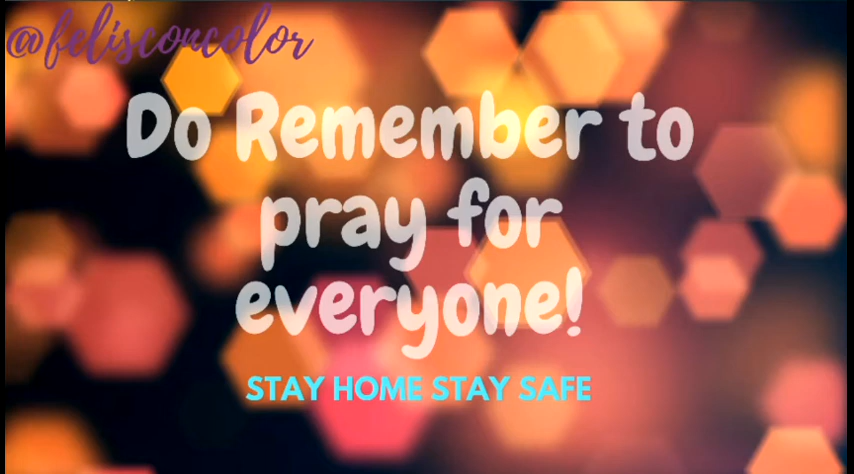 @felisconcolor
Do Remember to
pray for
everyone!
STAY HOME STAY SAFE